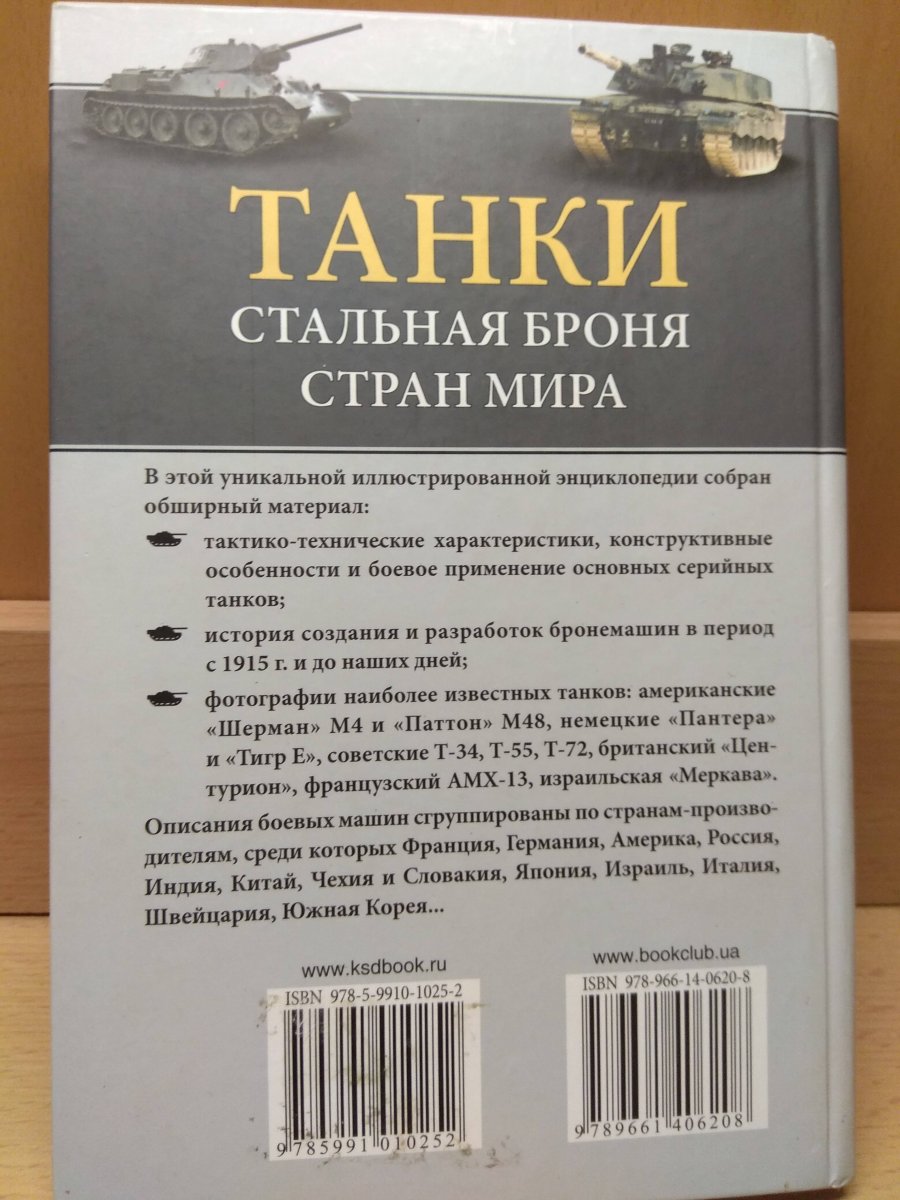 ТАНКИ
СТАЛЬНАЯ БРОНЯ
СТРАН МИРА
В этой уникальной иллюстрированной энциклопедии собран
обширный материал:
тактико-технические характеристики, конструктивные
особенности и боевое применение основных серийных
танков;
история создания и разработок бронемашин в период
с 1915 г. и до наших дней;
фотографии наиболее известных танков: американские
«Шерман» М4 и «Паттон» М48, немецкие «Пантера»
и «Тигр Е», советские Т-34, Т-55, Т-72, британский «Цен-
турион», французский АМХ-13, израильская «Меркава».
Описания боевых машин сгруппированы по странам-произво-
дителям, среди которых Франция, Германия, Америка, Россия,
Индия, Китай, Чехия и Словакия, Япония, Израиль, Италия,
Швейцария, Южная Корея...
www.ksdbook.ru
ISBN 978-5-9910-1025-2
9 785991 010252
www.bookclub.ua
ISBN 978-966-14-0620-8
9 789661 406208